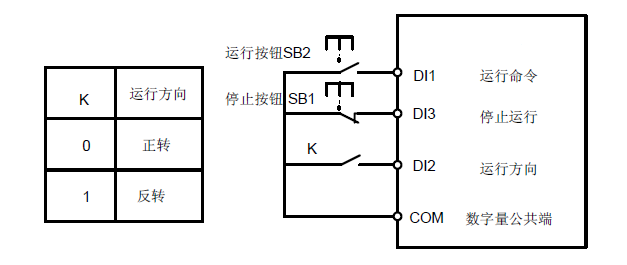 K 运行方向
0 正转
1 反转
运行按钮SB2
DI1 运行命令
停止按钮 SB1
DI3 停止运行
K
DI2 运行方向
COM 数字量公共端